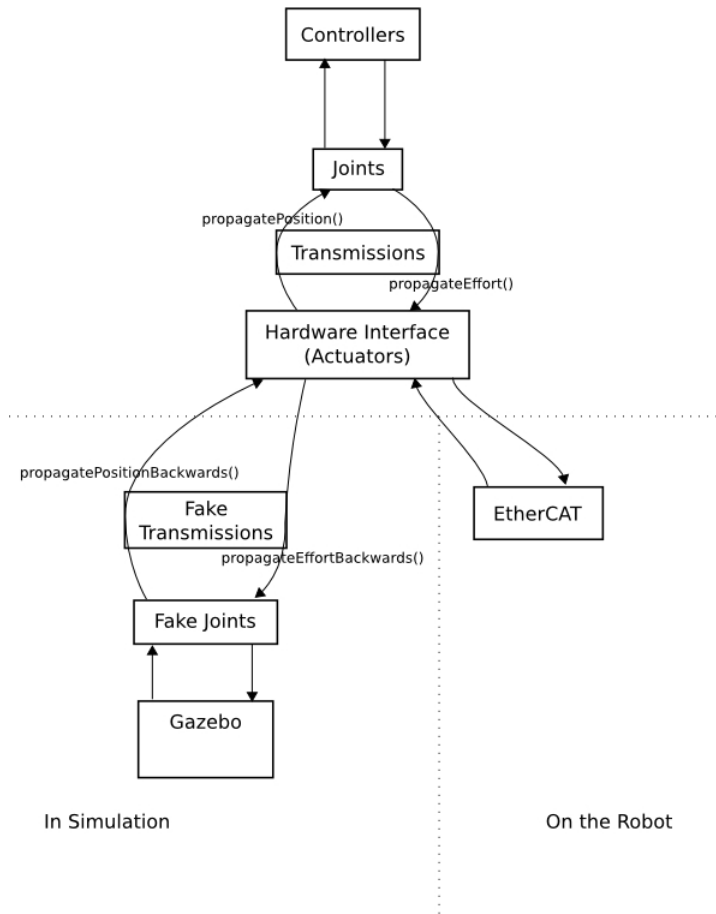 Controllers
Joints
propagatePosition()
Transmissions
propagateEffort()
Hardware Interface
(Actuators)
propagatePositionBackwards()
EtherCAT
Fake
Transmissions
propagateEffortBackwards()
Fake Joints
Gazebo
In Simulation
On the Robot